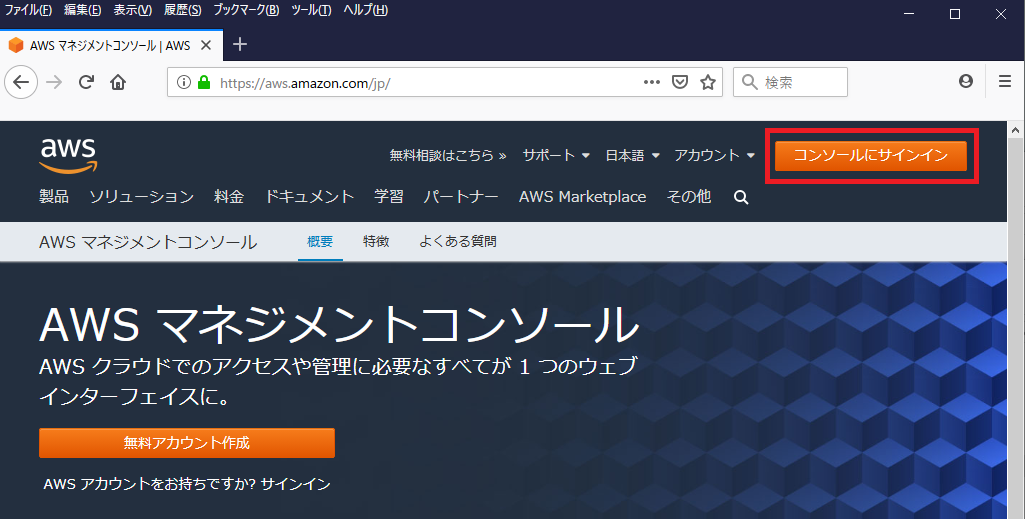 ファイル(F) 編集(E) 表示(V) 履歴(S) ブックマーク(B) ツール(T) ヘルプ(H)
AWS マネジメントコンソール | AWS
https://aws.amazon.com/jp/
検索
aws
無料相談はこちら » サポート 日本語 アカウント コンソールにサインイン
製品 ソリューション 料金 ドキュメント 学習 パートナー AWS Marketplace その他
AWS マネジメントコンソール 概要 特徴 よくある質問
AWS マネジメントコンソール
AWS クラウドでのアクセスや管理に必要なすべてが 1 つのウェブ
インターフェイスに。
無料アカウント作成
AWS アカウントをお持ちですか? サインイン